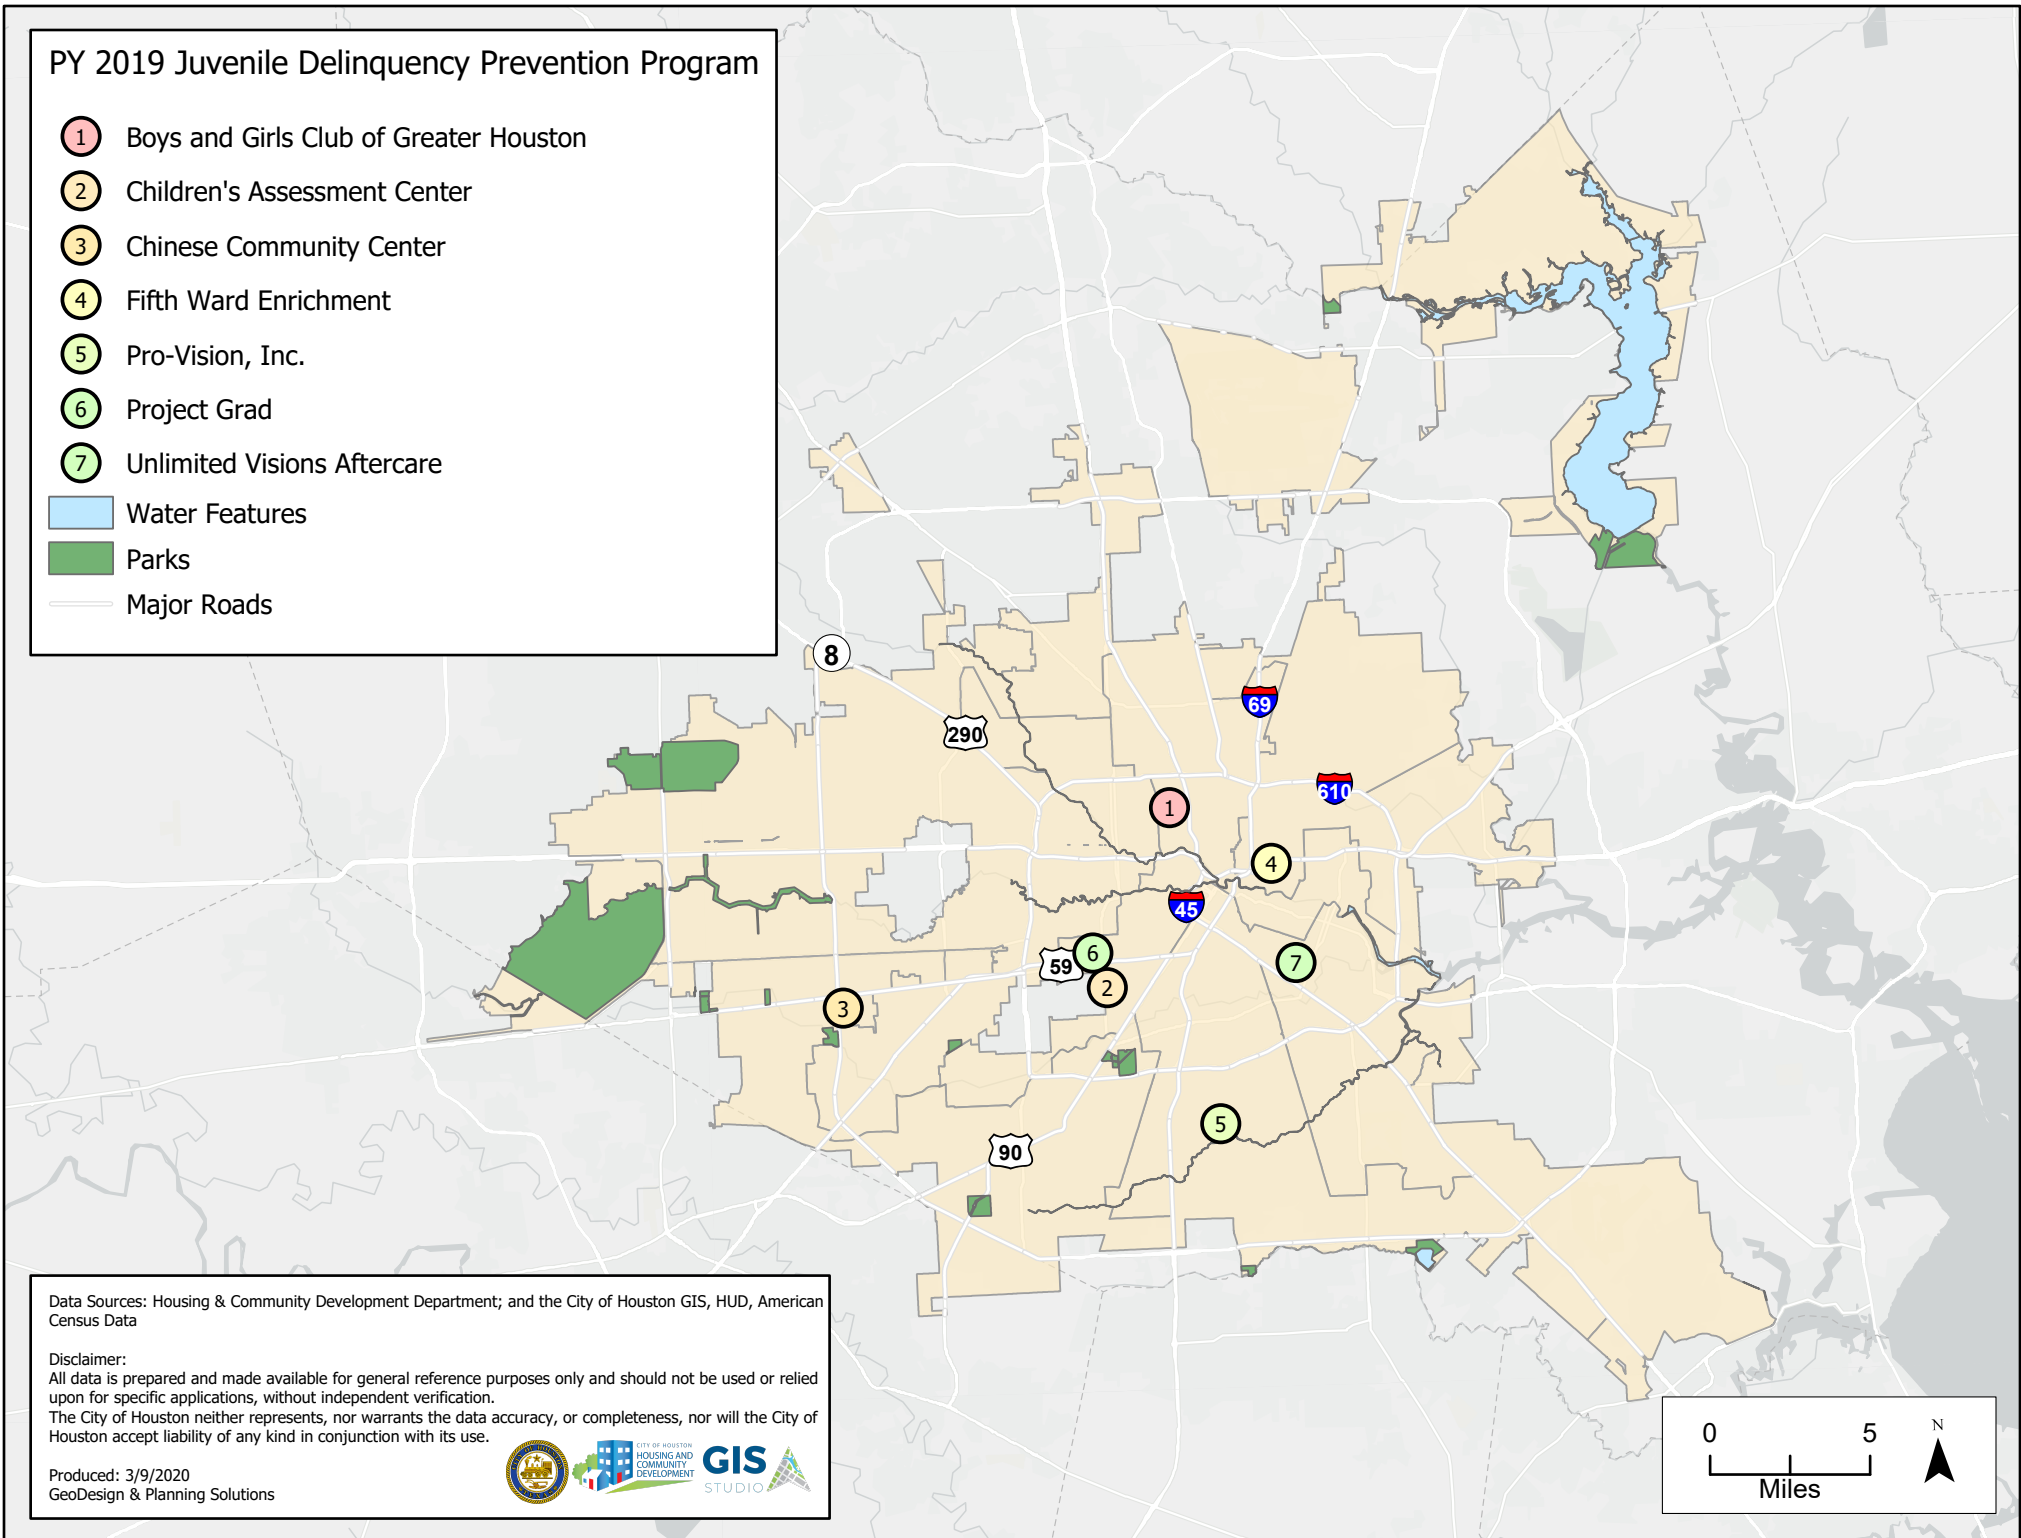 PY 2019 Juvenile Delinquency Prevention Program
1 Boys and Girls Club of Greater Houston
2 Children's Assessment Center
3 Chinese Community Center
4 Fifth Ward Enrichment
5 Pro-Vision, Inc.
6 Project Grad
7 Unlimited Visions Aftercare
Water Features
Parks
Major Roads
8
69
290
610
1
4
45
6
59
7
2
3
5
90
Data Sources: Housing & Community Development Department; and the City of Houston GIS, HUD, American
Census Data
Disclaimer:
All data is prepared and made available for general reference purposes only and should not be used or relied
upon for specific applications, without independent verification.
The City of Houston neither represents, nor warrants the data accuracy, or completeness, nor will the City of
Houston accept liability of any kind in conjunction with its use.
Produced: 3/9/2020
GeoDesign & Planning Solutions
CITY OF HOUSTON
HOUSING AND
COMMUNITY
DEVELOPMENT
GIS
STUDIO
0 5
Miles
N